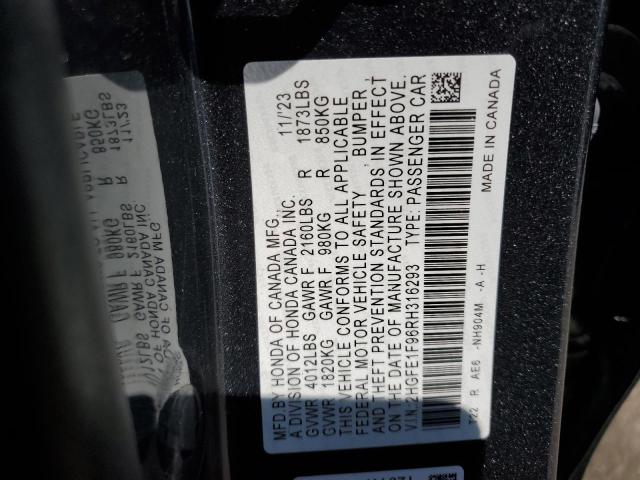 MFD.BY HONDA OF CANADA MFG., 11/'23
A DIVISION OF HONDA CANADA INC.
GVWR 4012LBS GAWR F 2160LBS R 1873LBS
GVWR 1820KG GAWR F 980KG R 850KG
THIS VEHICLE CONFORMS TO ALL APPLICABLE
FEDERAL MOTOR VEHICLE SAFETY, BUMPER,
AND THEFT PREVENTION STANDARDS IN EFFECT
ON THE DATE OF MANUFACTURE SHOWN ABOVE.
V.I.N. 2HGFE1F96RH316293 TYPE: PASSENGER CAR
T22 R AE6 -NH904M -A -H
MADE IN CANADA